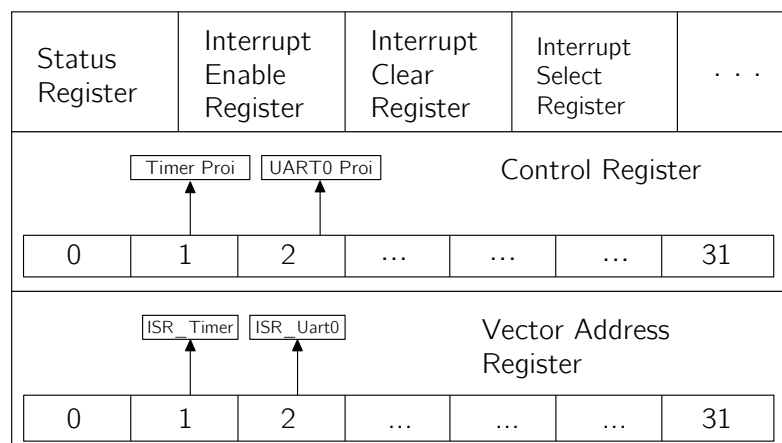 Status
Register
Interrupt
Enable
Register
Interrupt
Clear
Register
Interrupt
Select
Register
. . .
Timer Proi
UART0 Proi
Control Register
0 1 2 ... ... ... 31
ISR_Timer
ISR_Uart0
Vector Address
Register
0 1 2 ... ... ... 31